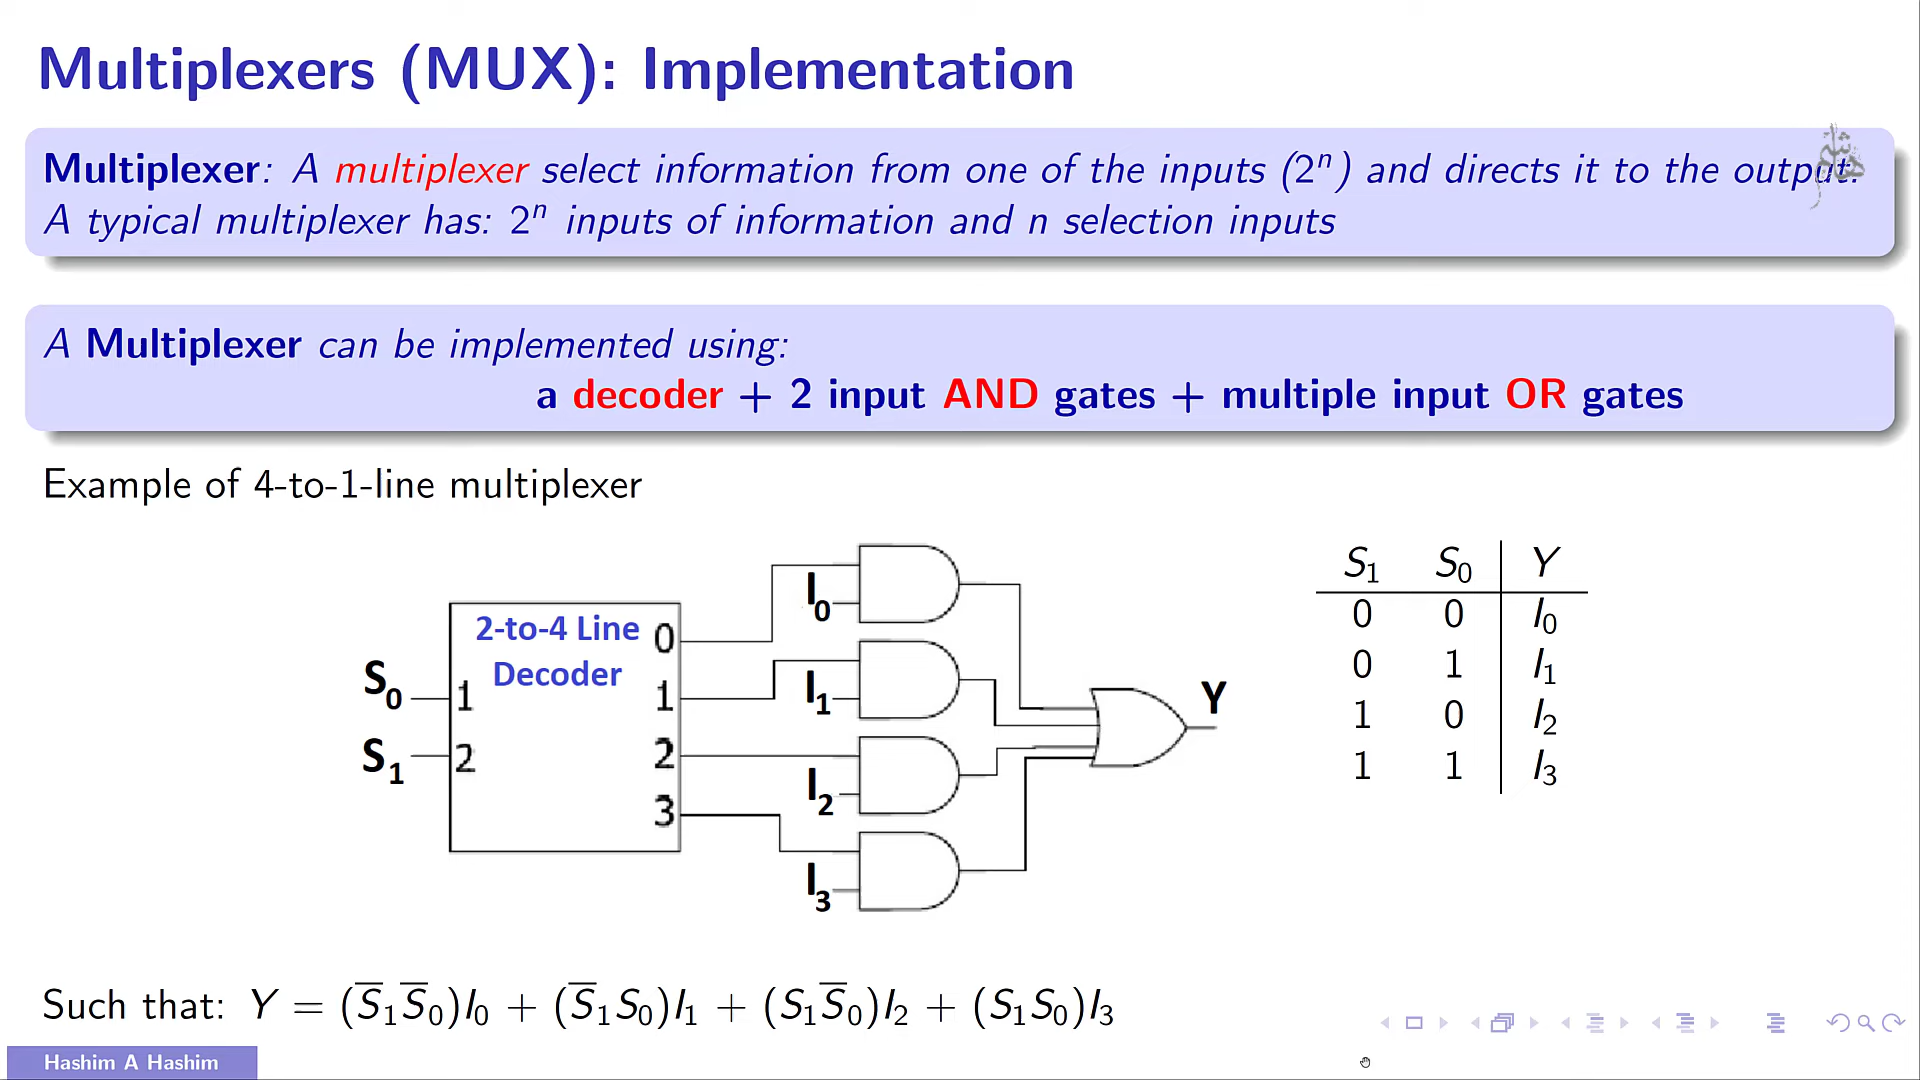 Multiplexers (MUX): Implementation
Multiplexer: A multiplexer select information from one of the inputs (2ⁿ) and directs it to the output.
A typical multiplexer has: 2ⁿ inputs of information and n selection inputs
هاشم
A Multiplexer can be implemented using:
a decoder + 2 input AND gates + multiple input OR gates
Example of 4-to-1-line multiplexer
2-to-4 Line
Decoder
S₀
S₁
1
2
0
1
2
3
I₀
I₁
I₂
I₃
Y
S₁ S₀ Y
0 0 I₀
0 1 I₁
1 0 I₂
1 1 I₃
Such that: Y = (S̅₁S̅₀)I₀ + (S̅₁S₀)I₁ + (S₁S̅₀)I₂ + (S₁S₀)I₃
Hashim A Hashim